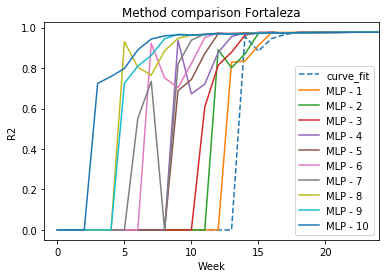 Method comparison Fortaleza
1.0
0.8
0.6
0.4
0.2
0.0
R2
0
5
10
15
20
Week
curve_fit
MLP - 1
MLP - 2
MLP - 3
MLP - 4
MLP - 5
MLP - 6
MLP - 7
MLP - 8
MLP - 9
MLP - 10